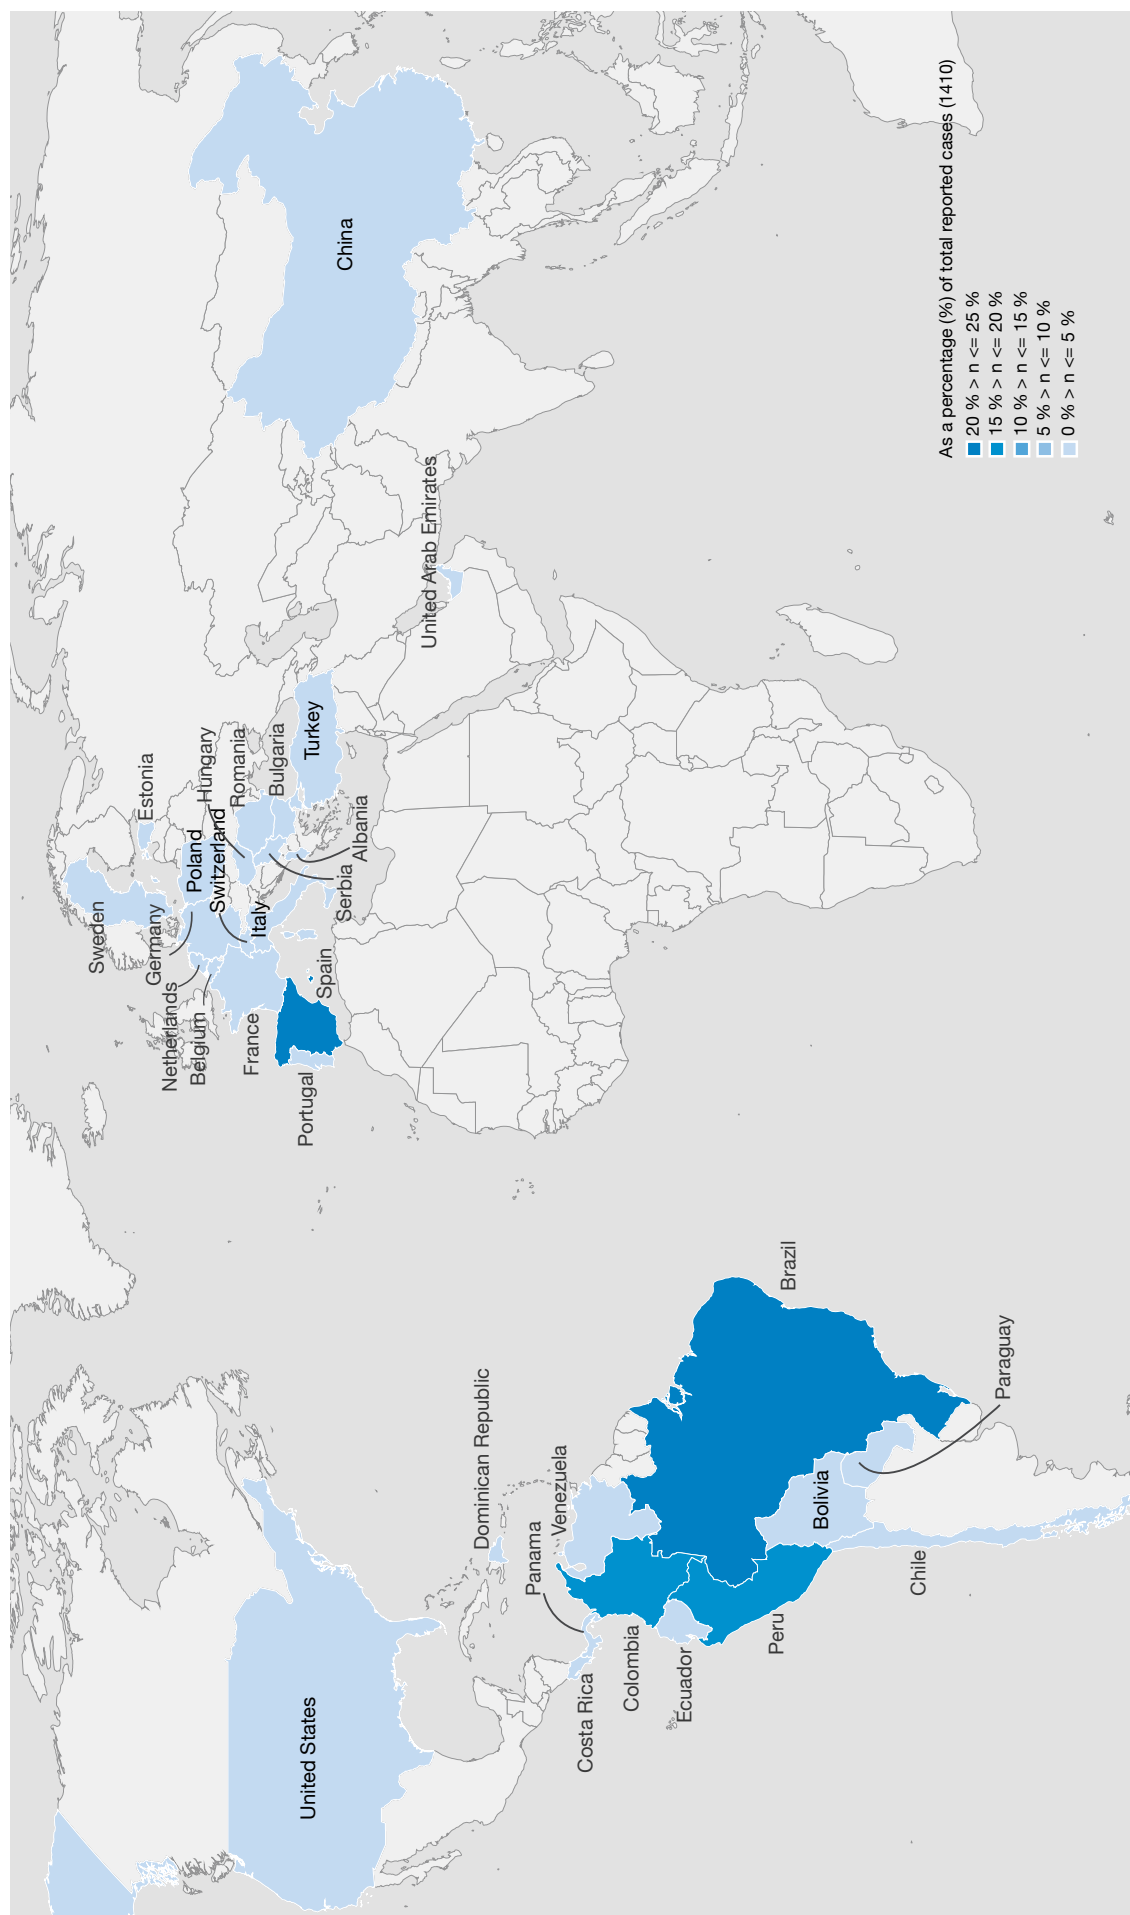 Sweden
Estonia
Germany
Poland
Netherlands
Belgium
Switzerland
Hungary
Romania
Bulgaria
France
Italy
Turkey
Portugal
Spain
Serbia
Albania
China
United States
United Arab Emirates
Dominican Republic
Panama
Venezuela
Costa Rica
Colombia
Ecuador
Brazil
Peru
Bolivia
Chile
Paraguay
As a percentage (%) of total reported cases (1410)
20 % > n <= 25 %
15 % > n <= 20 %
10 % > n <= 15 %
5 % > n <= 10 %
0 % > n <= 5 %